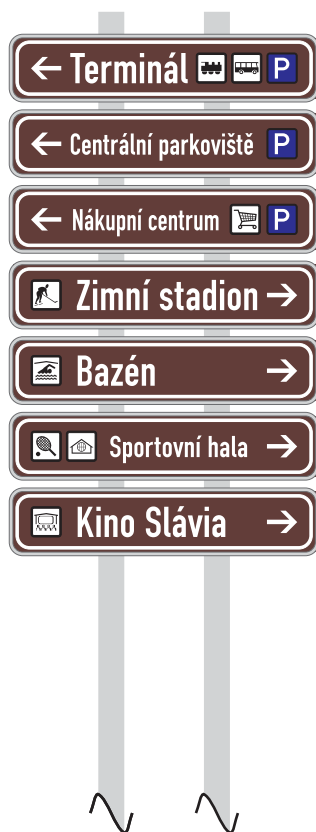 ← Terminál P
← Centrální parkoviště P
← Nákupní centrum P
Zimní stadion →
Bazén →
Sportovní hala →
Kino Slávia →